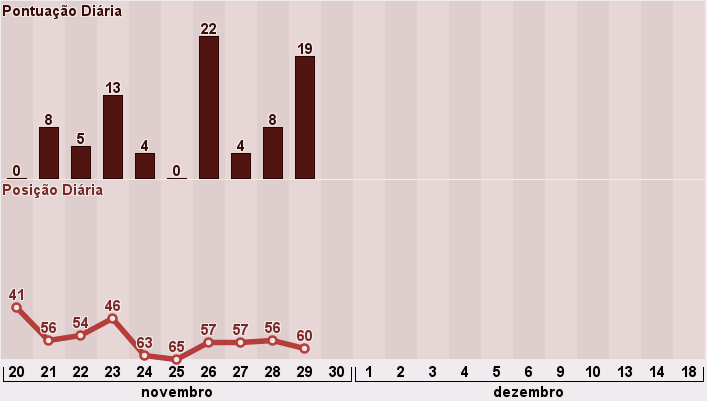 Pontuação Diária
0 8 5 13 4 0 22 4 8 19
Posição Diária
41 56 54 46 63 65 57 57 56 60
20 21 22 23 24 25 26 27 28 29 30 1 2 3 4 5 6 9 10 13 14 18
novembro dezembro